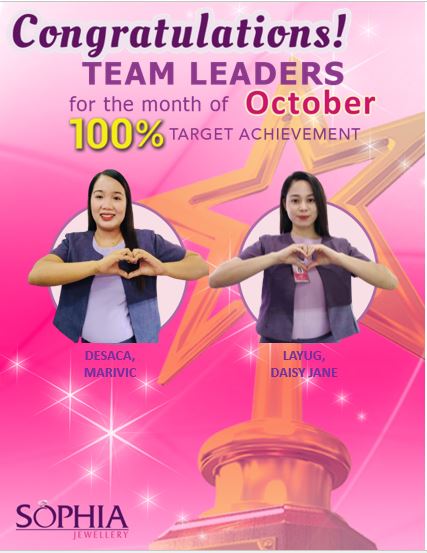 Congratulations!
TEAM LEADERS
for the month of October
100% TARGET ACHIEVEMENT
DESACA,
MARIVIC
LAYUG,
DAISY JANE
SOPHIA
JEWELLERY